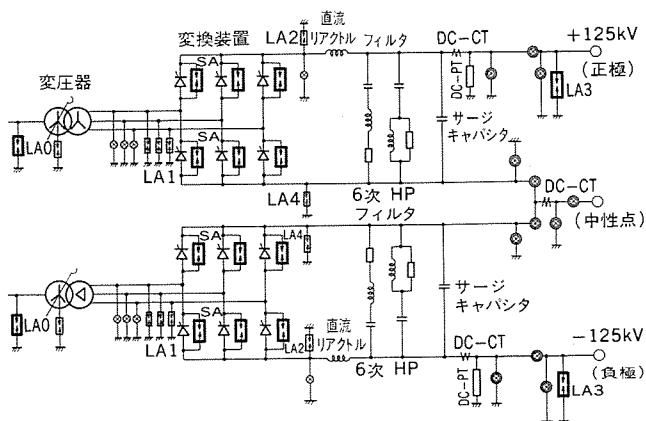 直流
リアクトル
フィルタ
DC-CT
+125kV
(正極)
変換装置
LA2
SA
変圧器
DC-PT
LA3
LA0
サージ
キャパシタ
SA
LA1
LA4
6次 HP
フィルタ
DC-CT
(中性点)
SA
LA4
サージ
キャパシタ
LA0
SA
LA1
LA2
直流
リアクトル
6次 HP
DC-CT
−125kV
(負極)
DC-PT
LA3